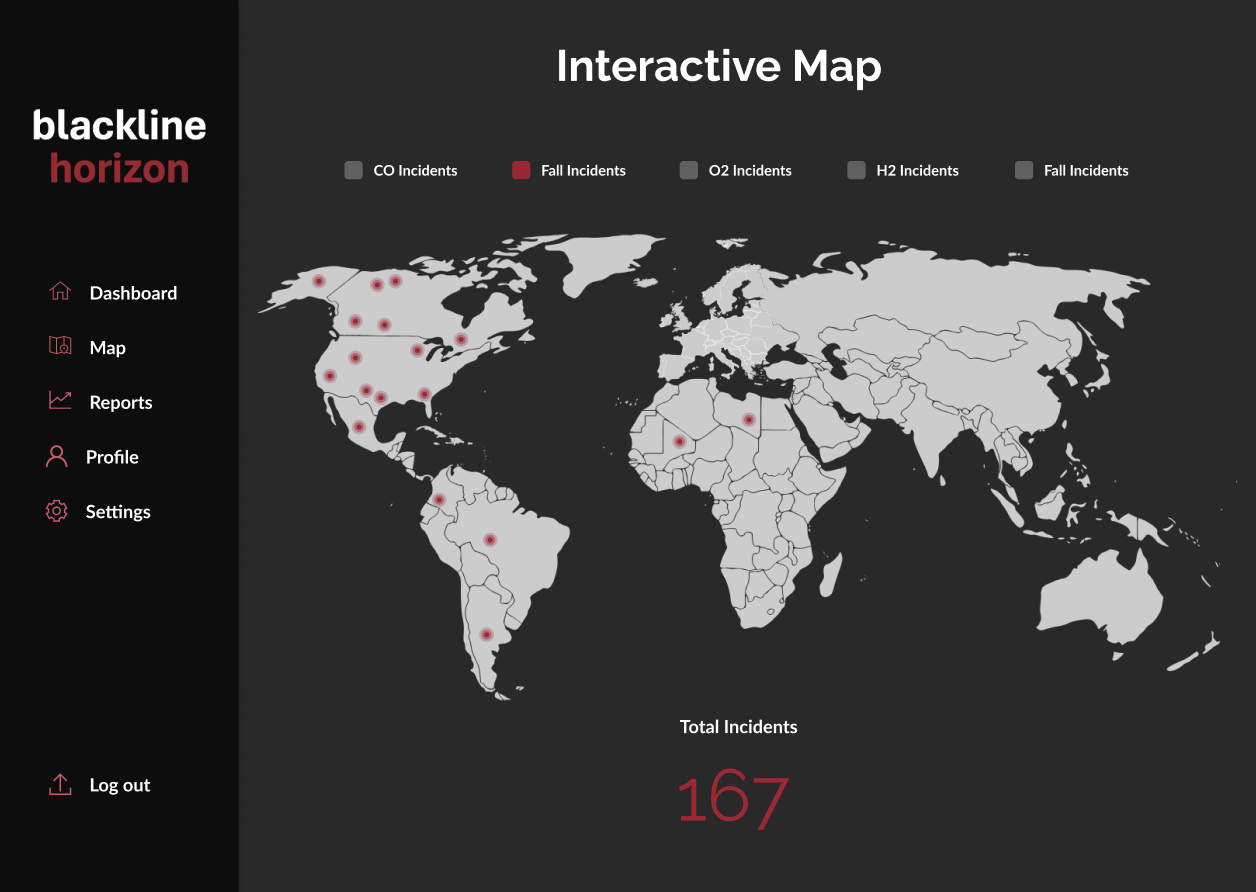 blackline
horizon
Dashboard
Map
Reports
Profile
Settings
Log out
Interactive Map
CO Incidents
Fall Incidents
O2 Incidents
H2 Incidents
Fall Incidents
Total Incidents
167